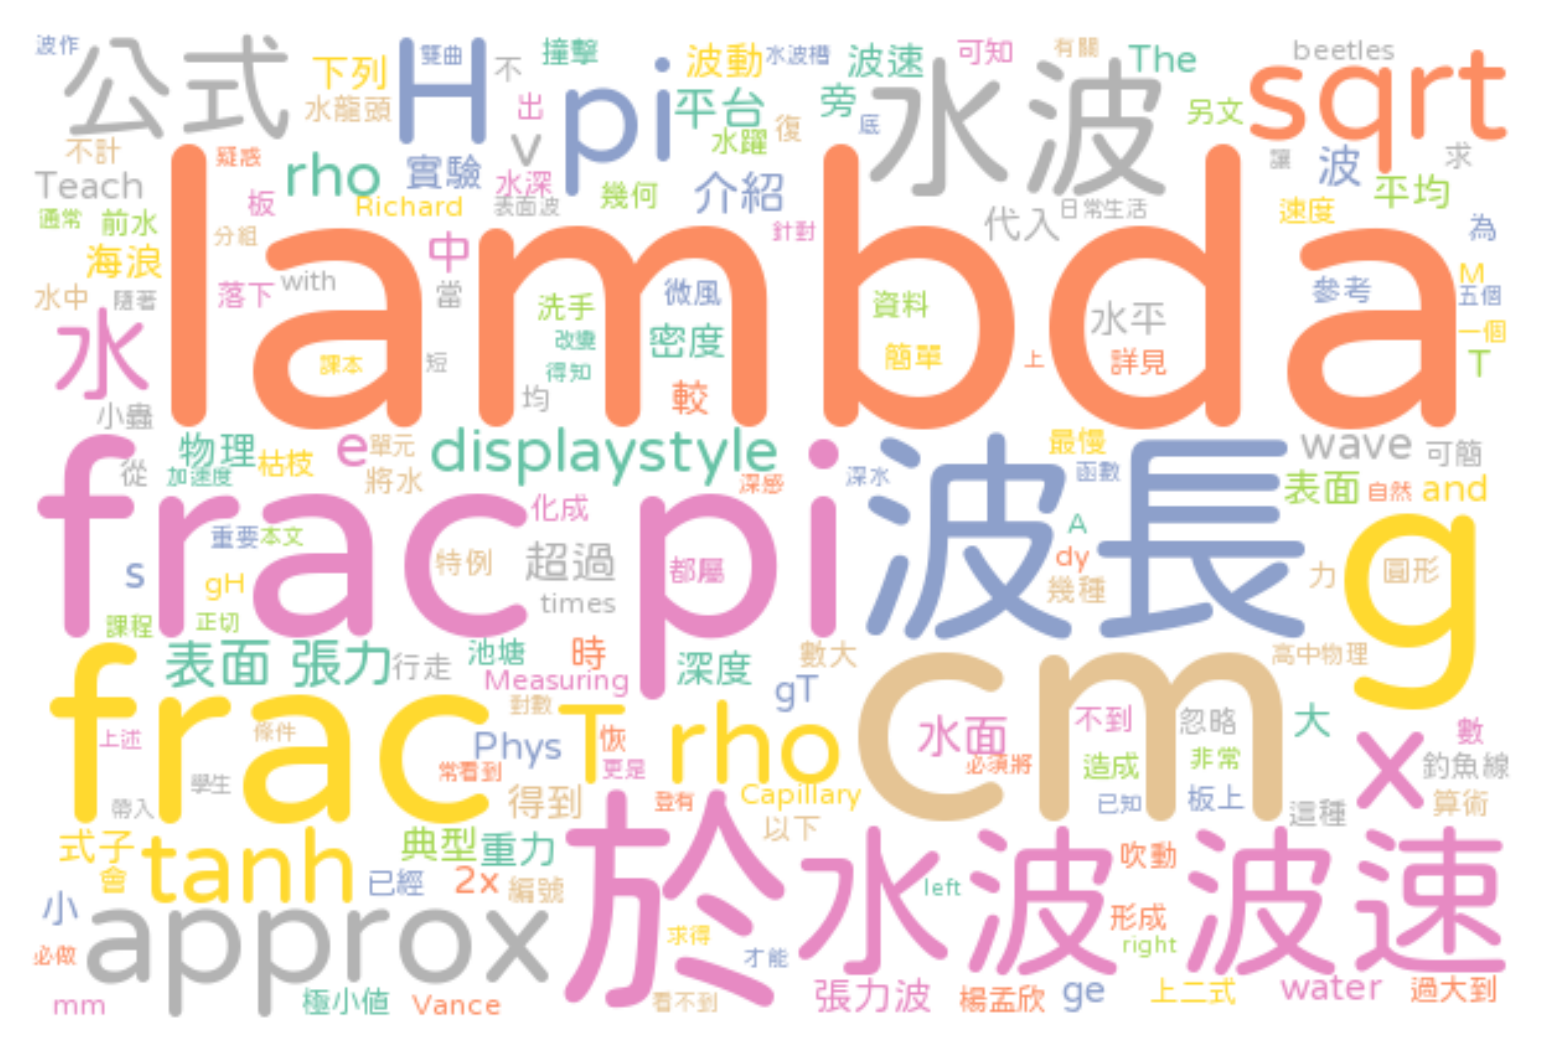 波作 公式 下列 H 雙曲 不 撞擊 波動 水波槽 波速 可知 有關 The beetles sqrt
水龍頭 出 pi 平台 旁 水波 另文
不計 疑惑 V 水躍 復 底 讓 波 求
Teach rho 實驗 水深 幾何 介紹 平均
通常 前水 板 Richard 表面波 代入 日常生活 速度 為
海浪 分組 lambda 中 針對 M
水中 隨著 落下 with 當 洗手 微風 資料 水平 參考 五個
水 改變 密度 簡單 一個
課本 短 得知 上 詳見 T
小蟲 均 較
物理 e 單元 displaystyle 最慢 wave 可簡
從 加速度 枯枝 將水 深感 深水 函數 表面 自然 and
frac pi 波長 g
重要 本文 化成 A
s gH 特例 超過 都屬 dy 幾種 力 圓形
課程 正切 times
表面 張力 行走 池塘 時 深度 數大 高中物理
Measuring gT cm
frac 上述 條件 對數 T rho 水面 不到 忽略 大 x 數
Phys 恢 常看到 更是 必須將 造成 非常 釣魚線
學生 帶入 得到 登有 Capillary 已知 板上 這種 算術
式子 tanh 典型 重力 以下 於 水波 波速
會 已經 2x 編號 left 吹動
小 approx 形成
必做 求得 才能 right
mm 極小值 Vance 看不到 張力波 楊孟欣 ge 上二式 water 過大到